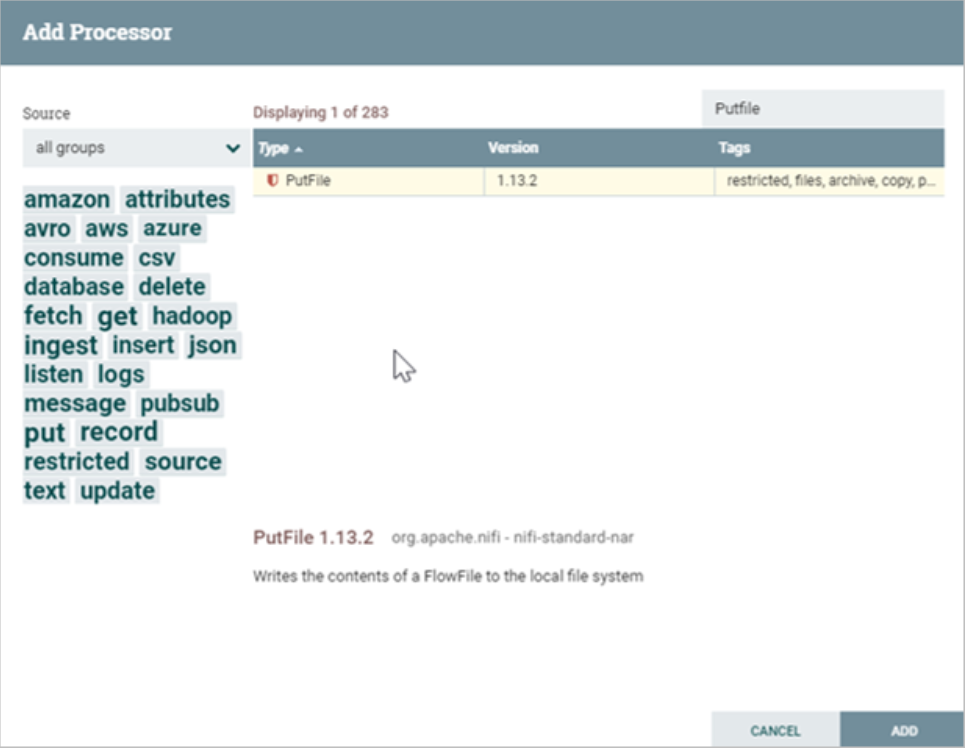 Add Processor
Source
Displaying 1 of 283
Putfile
all groups
Type Version Tags
PutFile 1.13.2 restricted, files, archive, copy, p...
amazon attributes
avro aws azure
consume csv
database delete
fetch get hadoop
ingest insert json
listen logs
message pubsub
put record
restricted source
text update
PutFile 1.13.2 org.apache.nifi - nifi-standard-nar
Writes the contents of a FlowFile to the local file system
CANCEL ADD